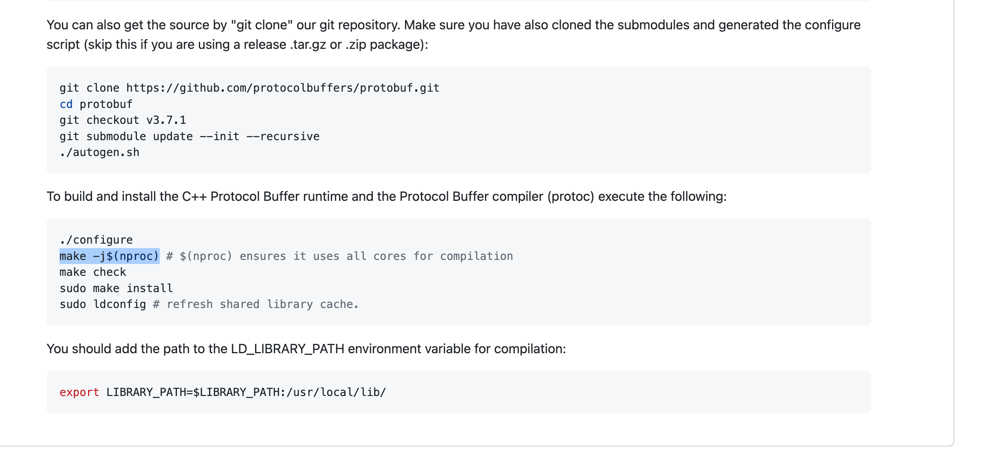 You can also get the source by "git clone" our git repository. Make sure you have also cloned the submodules and generated the configure
script (skip this if you are using a release .tar.gz or .zip package):
git clone https://github.com/protocolbuffers/protobuf.git
cd protobuf
git checkout v3.7.1
git submodule update --init --recursive
./autogen.sh
To build and install the C++ Protocol Buffer runtime and the Protocol Buffer compiler (protoc) execute the following:
./configure
make -j$(nproc) # $(nproc) ensures it uses all cores for compilation
make check
sudo make install
sudo ldconfig # refresh shared library cache.
You should add the path to the LD_LIBRARY_PATH environment variable for compilation:
export LIBRARY_PATH=$LIBRARY_PATH:/usr/local/lib/